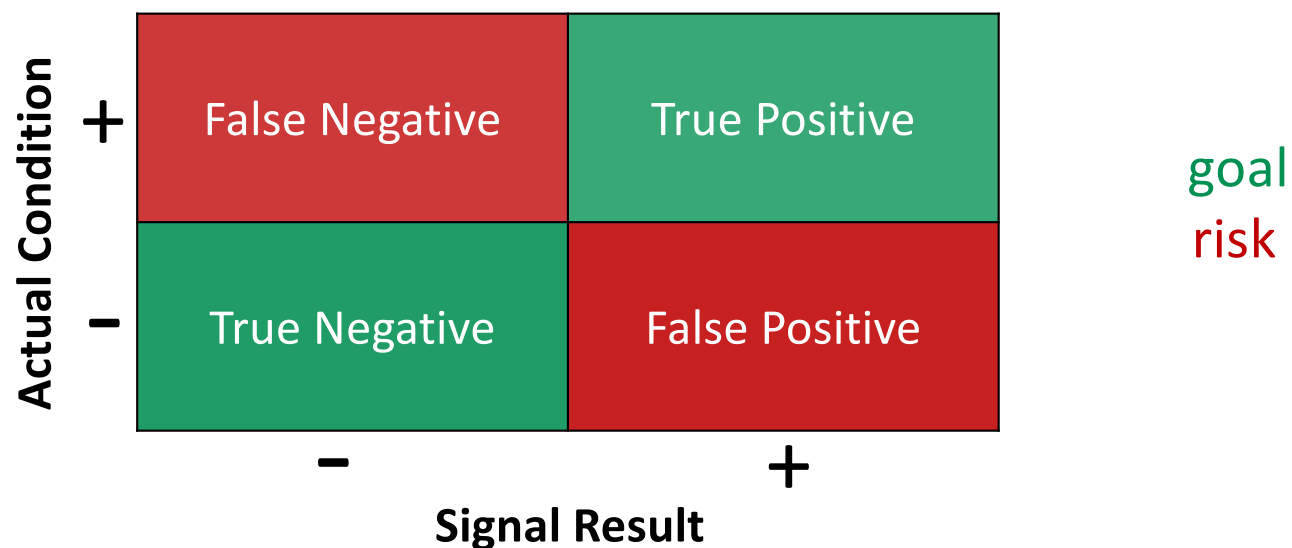 Actual Condition
+
False Negative
True Positive
-
True Negative
False Positive
-
+
Signal Result
goal
risk